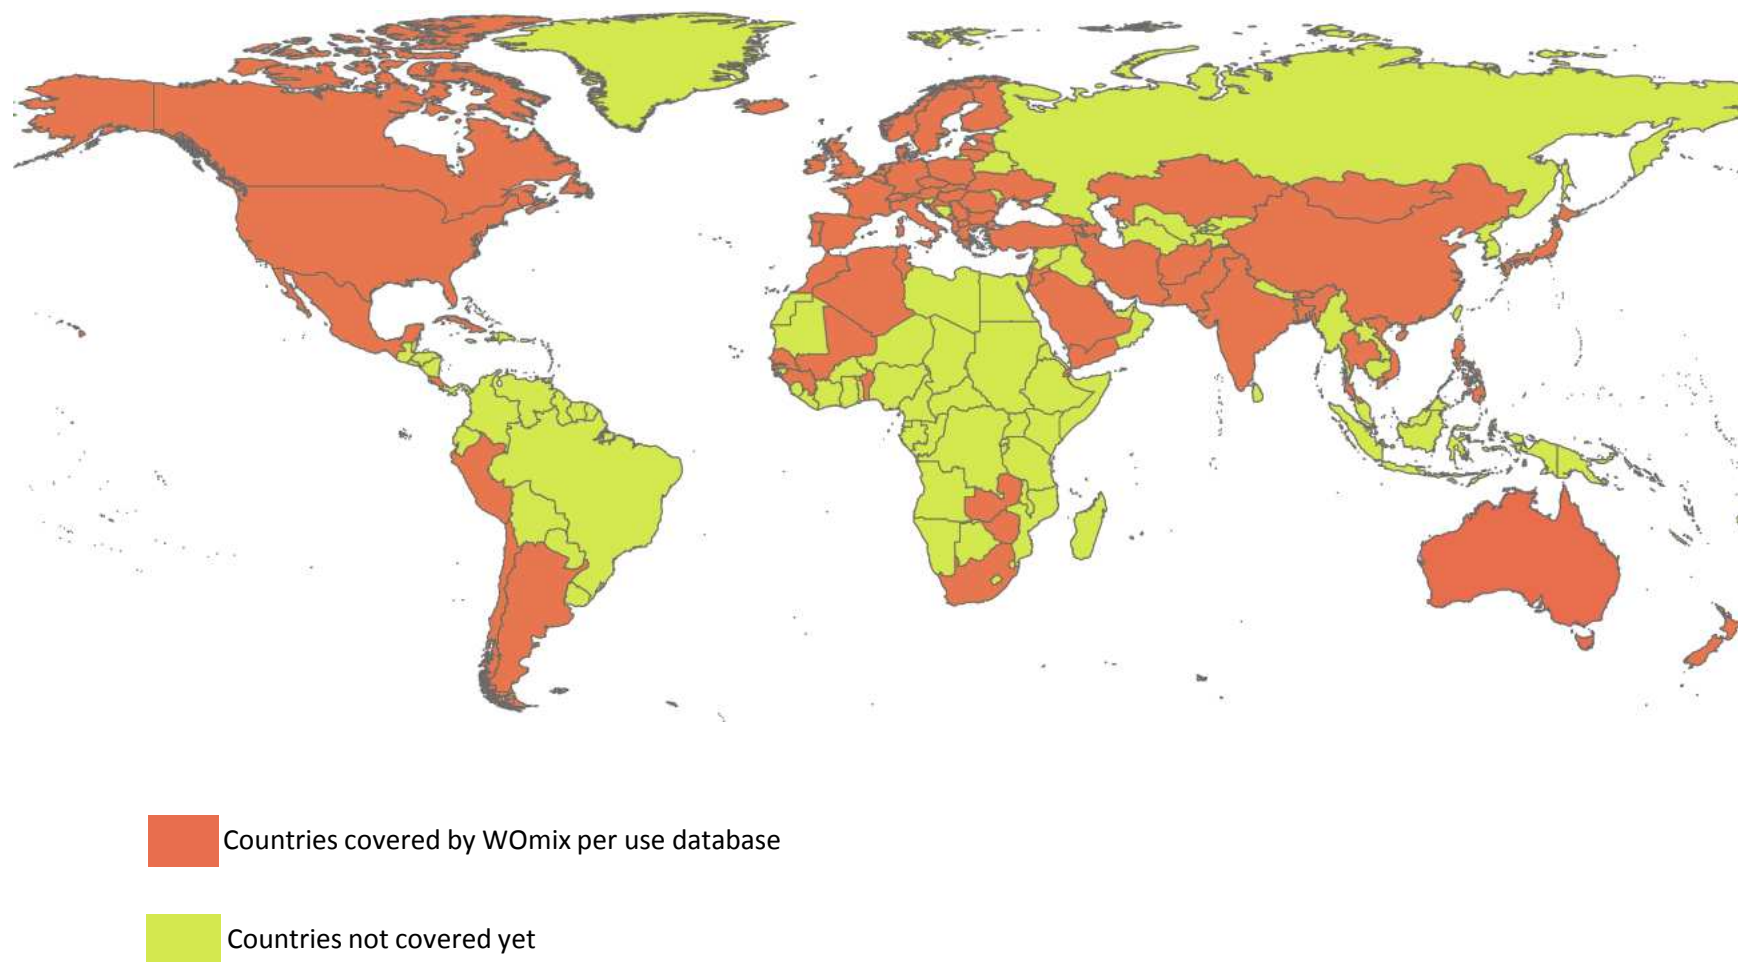 Countries covered by WOmix per use database
Countries not covered yet